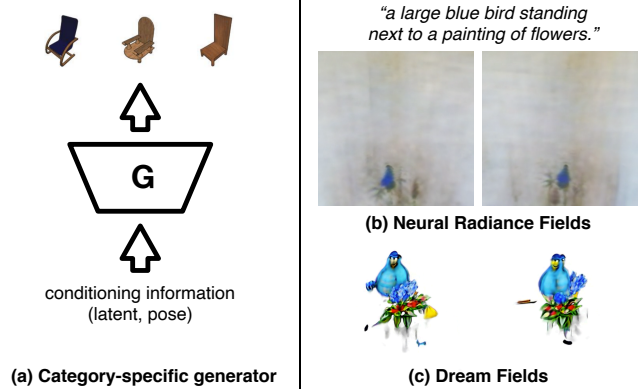 G
conditioning information
(latent, pose)
(a) Category-specific generator
“a large blue bird standing
next to a painting of flowers.”
(b) Neural Radiance Fields
(c) Dream Fields